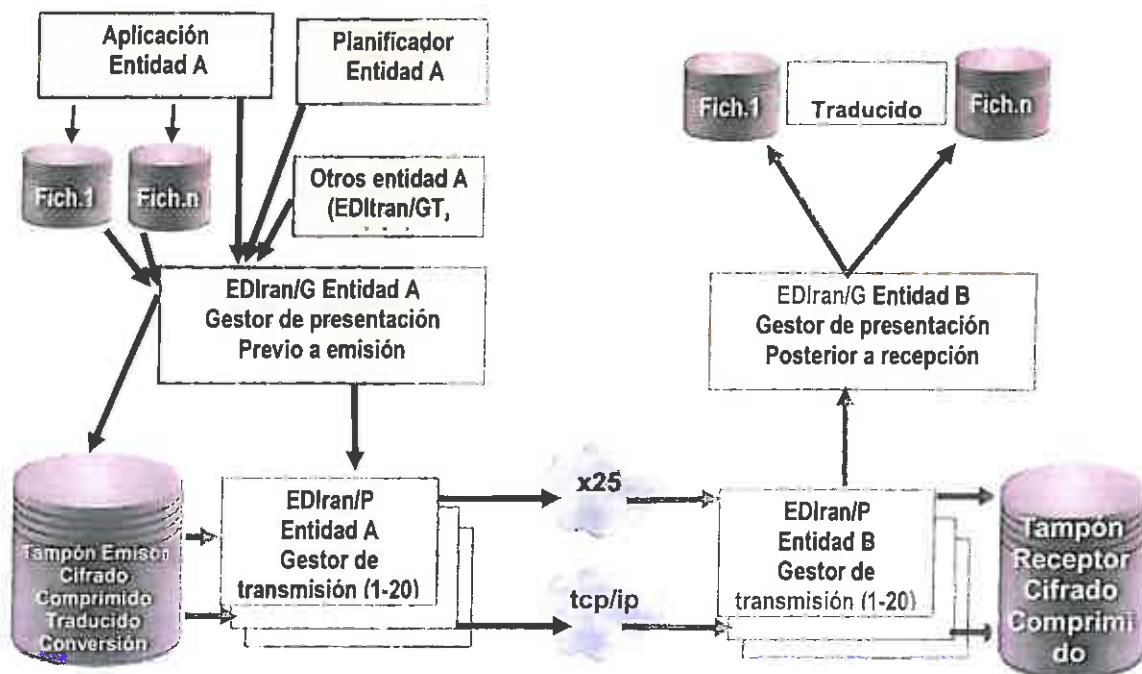 Aplicación
Entidad A
Planificador
Entidad A
Fich.1
Fich.n
Otros entidad A
(EDItran/GT,
. . .
EDIran/G Entidad A
Gestor de presentación
Previo a emisión
Fich.1
Traducido
Fich.n
EDIran/G Entidad B
Gestor de presentación
Posterior a recepción
Tampón Emisor
Cifrado
Comprimido
Traducido
Conversión
EDIran/P
Entidad A
Gestor de
transmisión (1-20)
x25
tcp/ip
EDIran/P
Entidad B
Gestor de
transmisión (1-20)
Tampón
Receptor
Cifrado
Comprimi
do